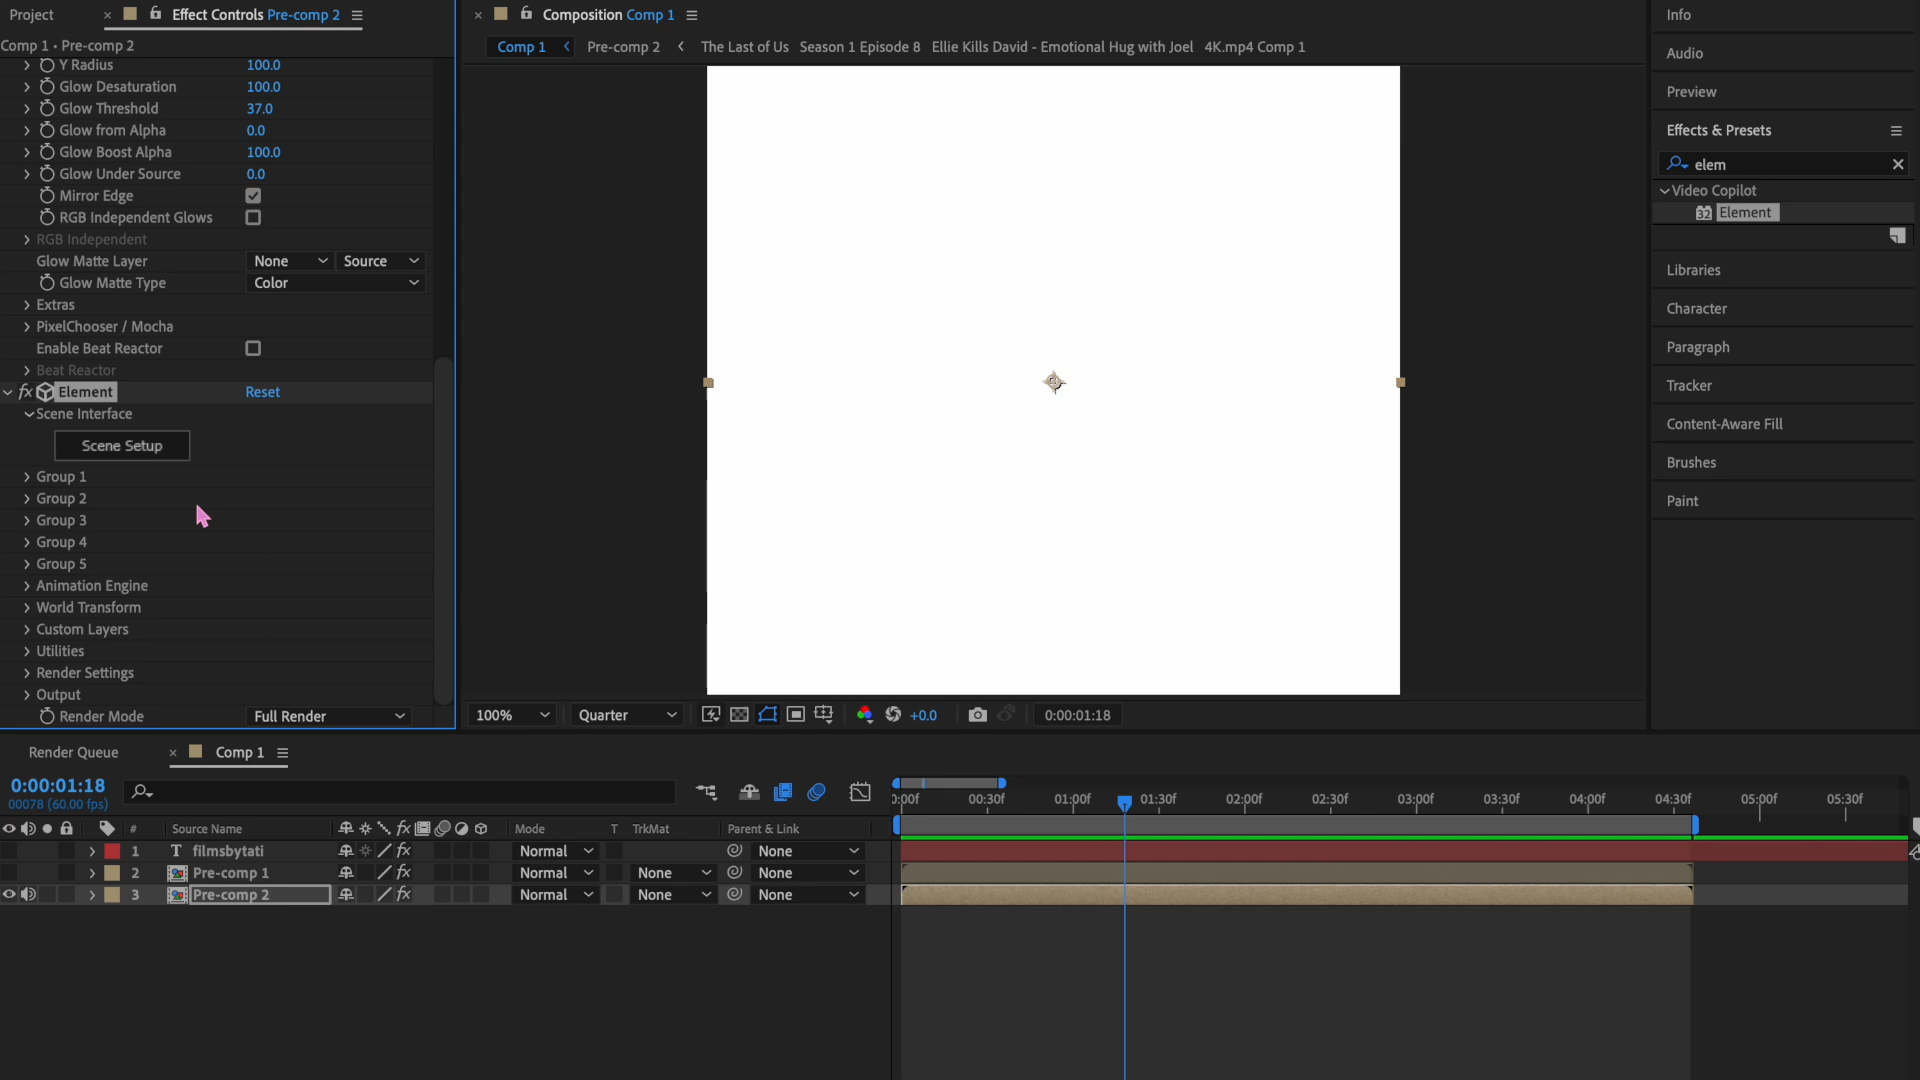 Project
Effect Controls Pre-comp 2
Comp 1 • Pre-comp 2
Y Radius 100.0
Glow Desaturation 100.0
Glow Threshold 37.0
Glow from Alpha 0.0
Glow Boost Alpha 100.0
Glow Under Source 0.0
Mirror Edge
RGB Independent Glows
RGB Independent
Glow Matte Layer None Source
Glow Matte Type Color
Extras
PixelChooser / Mocha
Enable Beat Reactor
Beat Reactor
fx Element Reset
Scene Interface
Scene Setup
Group 1
Group 2
Group 3
Group 4
Group 5
Animation Engine
World Transform
Custom Layers
Utilities
Render Settings
Output
Render Mode Full Render
Composition Comp 1
Comp 1 Pre-comp 2 The Last of Us Season 1 Episode 8 Ellie Kills David - Emotional Hug with Joel 4K.mp4 Comp 1
100% Quarter +0.0 0:00:01:18
Info
Audio
Preview
Effects & Presets
elem
Video Copilot
32 Element
Libraries
Character
Paragraph
Tracker
Content-Aware Fill
Brushes
Paint
Render Queue Comp 1
0:00:01:18
00078 (60.00 fps)
0:00f 00:30f 01:00f 01:30f 02:00f 02:30f 03:00f 03:30f 04:00f 04:30f 05:00f 05:30f
# Source Name fx Mode T TrkMat Parent & Link
1 T filmsbytati fx Normal None
2 Pre-comp 1 fx Normal None None
3 Pre-comp 2 fx Normal None None